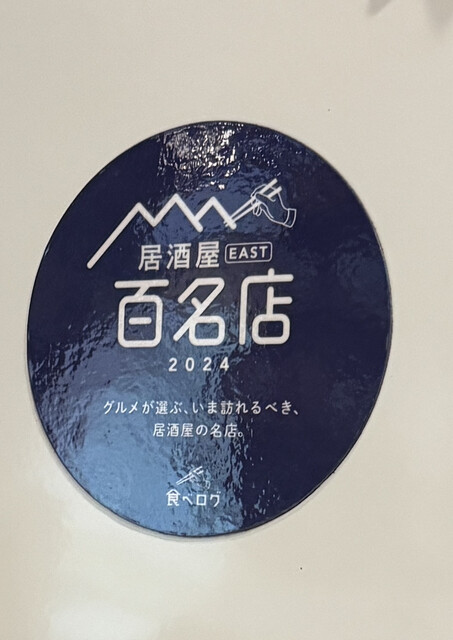 居酒屋 EAST
百名店
2024
グルメが選ぶ、いま訪れるべき、
居酒屋の名店。
食べログ